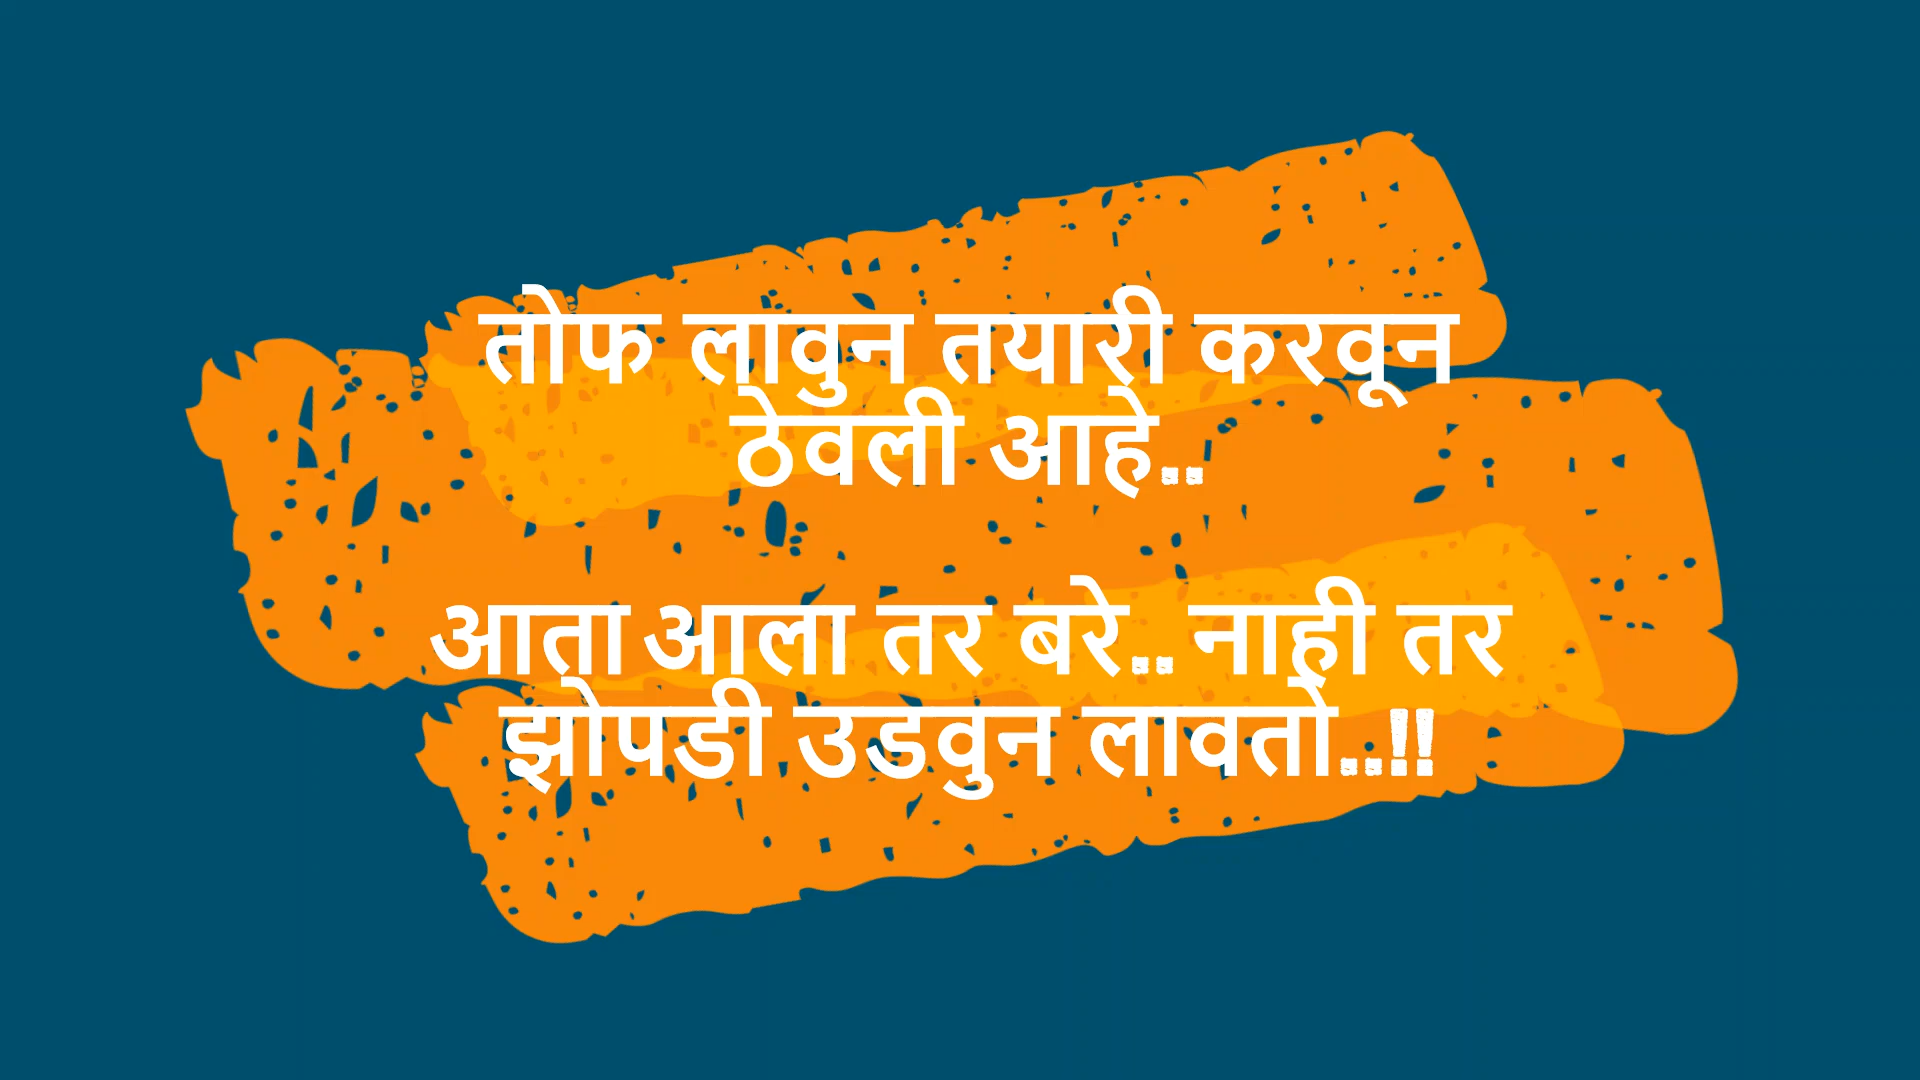 तोफ लावुन तयारी करवून
ठेवली आहे..
आता आला तर बरे.. नाही तर
झोपडी उडवुन लावतो..!!